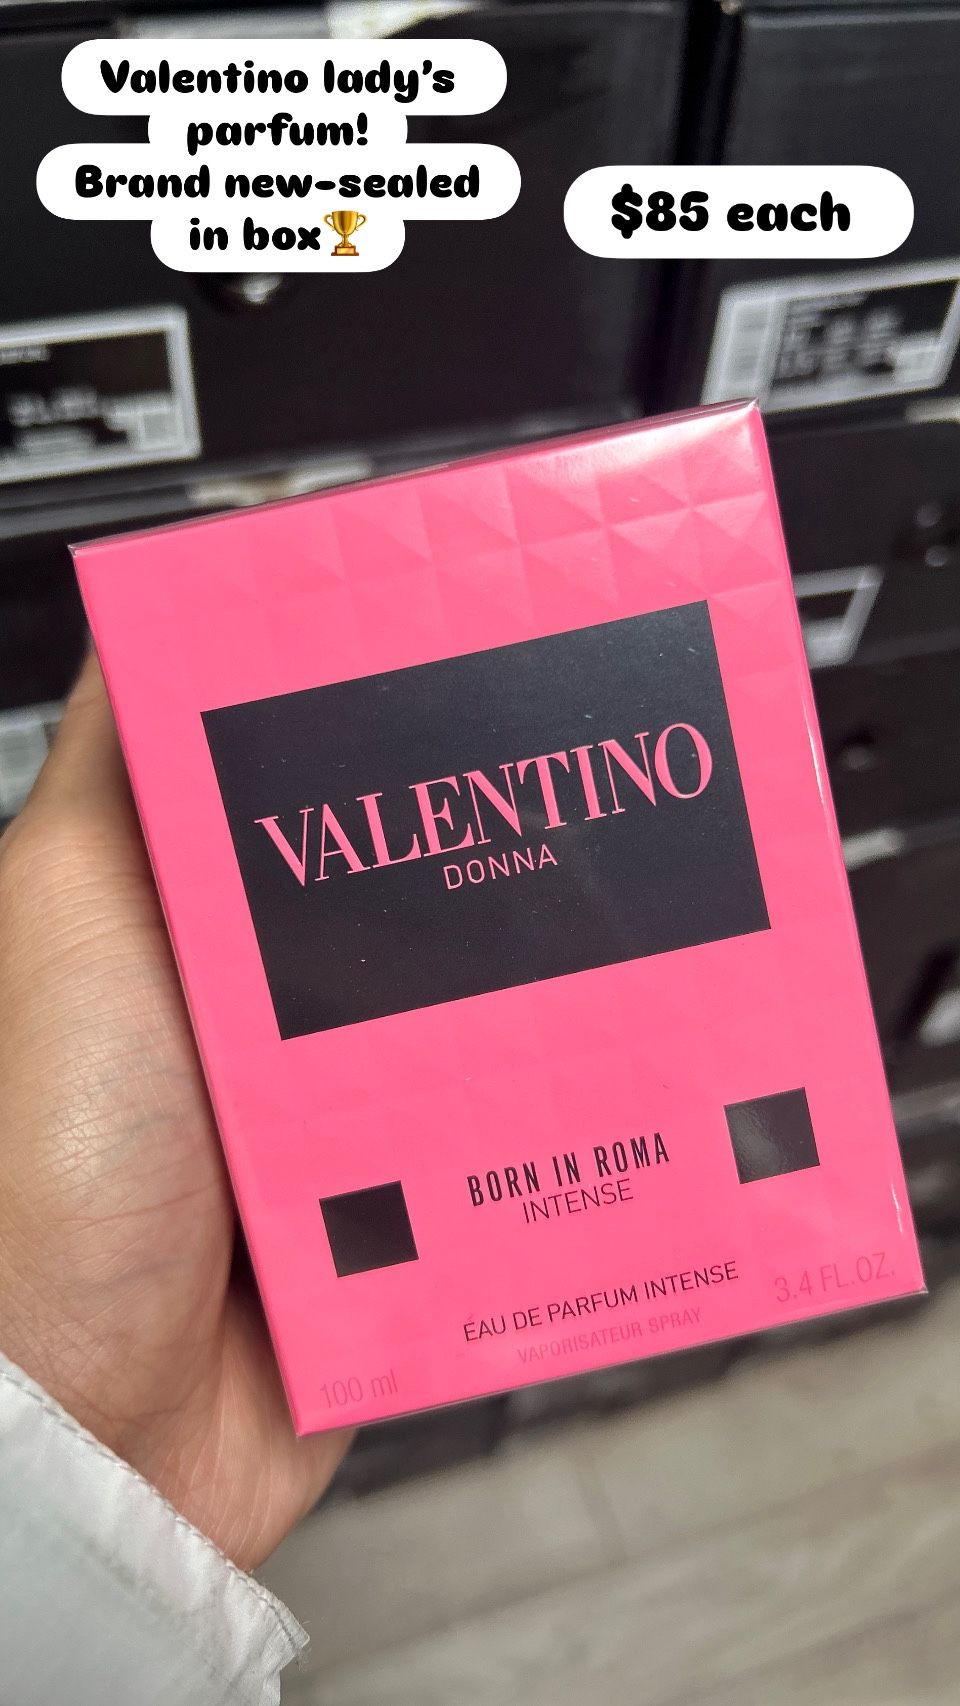 Valentino lady's
parfum!
Brand new-sealed
in box🏆
$85 each
VALENTINO
DONNA
BORN IN ROMA
INTENSE
EAU DE PARFUM INTENSE
VAPORISATEUR SPRAY
100 ml
3.4 FL.OZ.